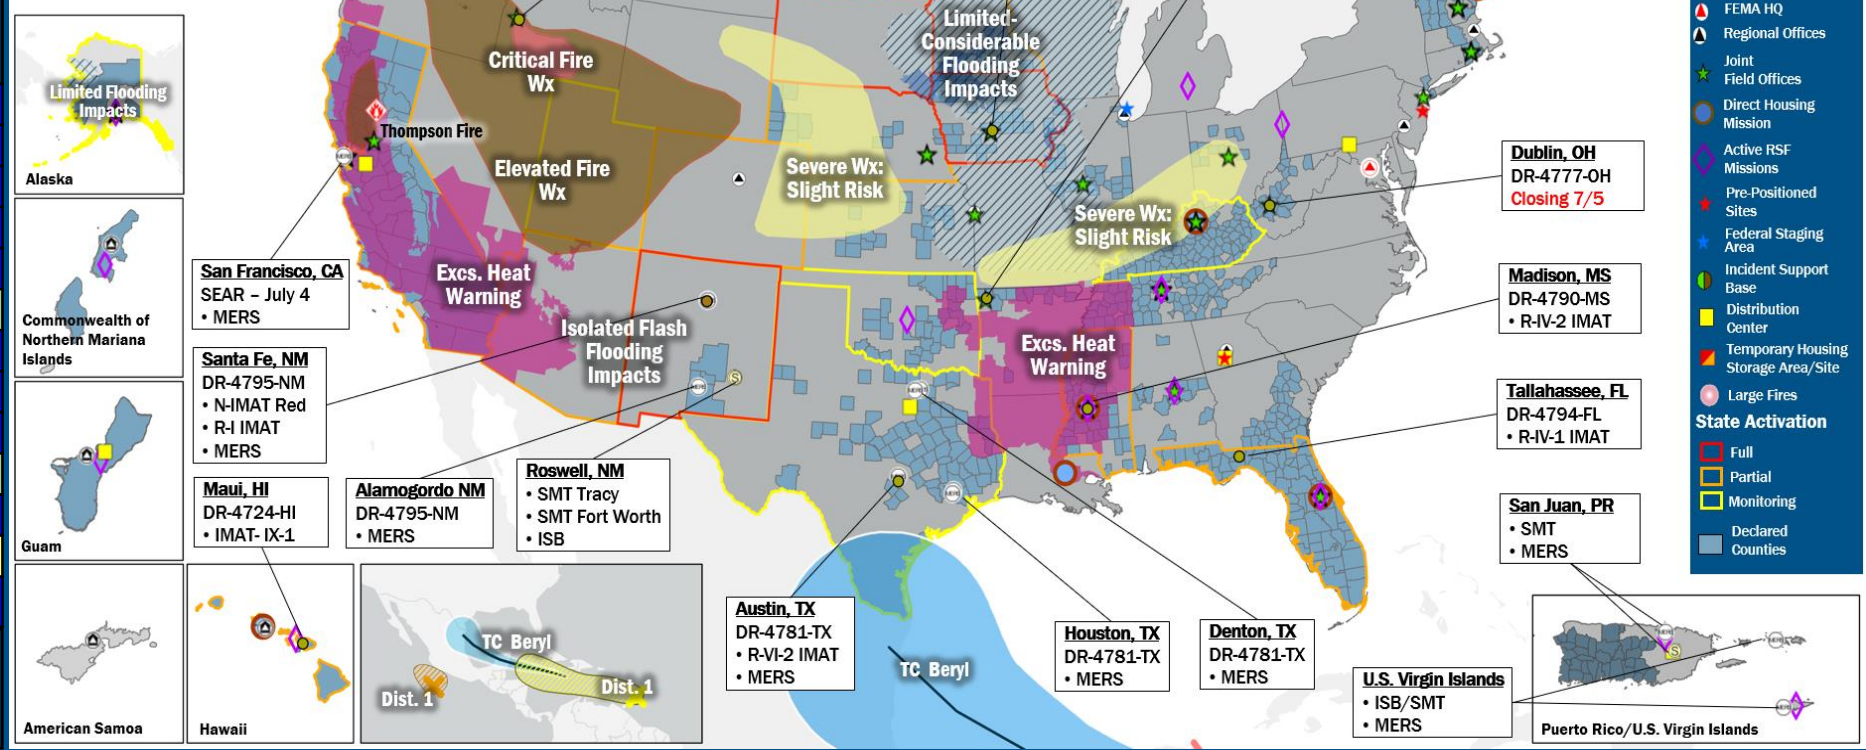 Limited Flooding
Impacts
Alaska
Commonwealth of
Northern Mariana
Islands
Guam
American Samoa
Hawaii
Critical Fire
Wx
Thompson Fire
Elevated Fire
Wx
Limited-
Considerable
Flooding
Impacts
Severe Wx:
Slight Risk
Severe Wx:
Slight Risk
Excs. Heat
Warning
Isolated Flash
Flooding
Impacts
Excs. Heat
Warning
San Francisco, CA
SEAR – July 4
• MERS
Santa Fe, NM
DR-4795-NM
• N-IMAT Red
• R-I IMAT
• MERS
Maui, HI
DR-4724-HI
• IMAT- IX-1
Alamogordo NM
DR-4795-NM
• MERS
Roswell, NM
• SMT Tracy
• SMT Fort Worth
• ISB
TC Beryl
Dist. 1
Dist. 1
Austin, TX
DR-4781-TX
• R-VI-2 IMAT
• MERS
TC Beryl
Houston, TX
DR-4781-TX
• MERS
Denton, TX
DR-4781-TX
• MERS
Dublin, OH
DR-4777-OH
Closing 7/5
Madison, MS
DR-4790-MS
• R-IV-2 IMAT
Tallahassee, FL
DR-4794-FL
• R-IV-1 IMAT
San Juan, PR
• SMT
• MERS
U.S. Virgin Islands
• ISB/SMT
• MERS
Puerto Rico/U.S. Virgin Islands
FEMA HQ
Regional Offices
Joint
Field Offices
Direct Housing
Mission
Active RSF
Missions
Pre-Positioned
Sites
Federal Staging
Area
Incident Support
Base
Distribution
Center
Temporary Housing
Storage Area/Site
Large Fires
State Activation
Full
Partial
Monitoring
Declared
Counties